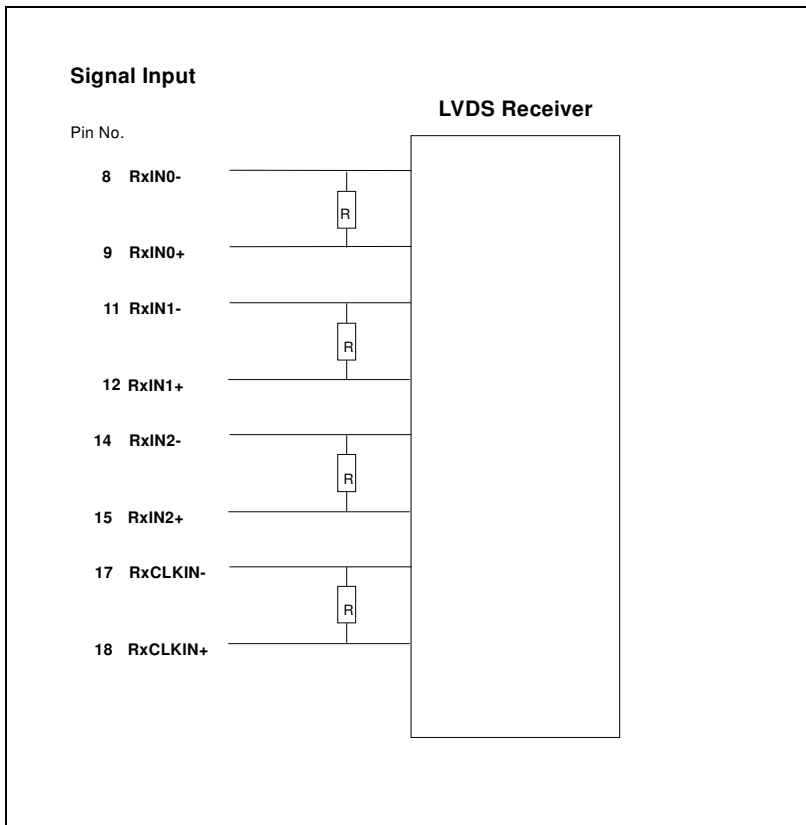 Signal Input
LVDS Receiver
Pin No.
8 RxIN0-
R
9 RxIN0+
11 RxIN1-
R
12 RxIN1+
14 RxIN2-
R
15 RxIN2+
17 RxCLKIN-
R
18 RxCLKIN+